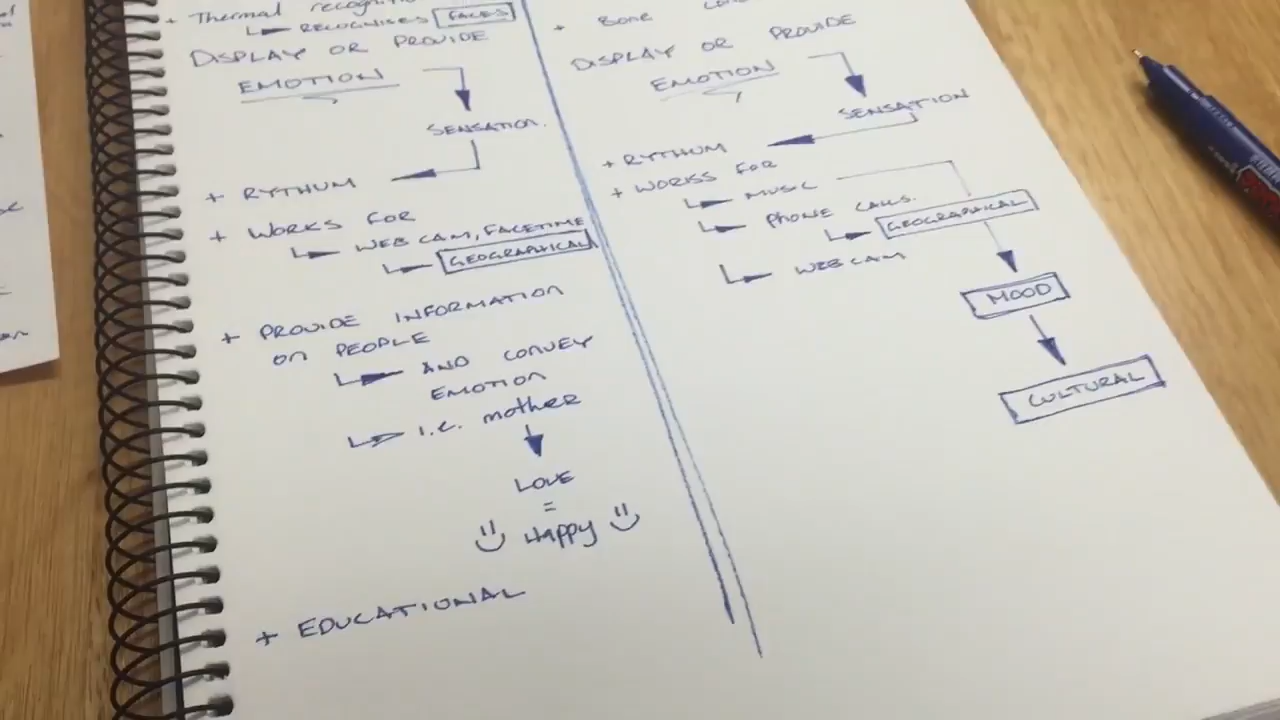 + Thermal
RECOGNISES FACES
DISPLAY OR PROVIDE
EMOTION
SENSATION.
+ RYTHUM
+ WORKS FOR
WEB CAM, FACETIME
GEOGRAPHICAL
+ PROVIDE INFORMATION
ON PEOPLE
AND CONVEY
EMOTION
I.E. mother
LOVE
=
Happy
+ EDUCATIONAL
+ BONE
DISPLAY OR PROVIDE
EMOTION
SENSATION
+ RYTHUM
+ WORKS FOR
MUSIC
PHONE CALLS.
GEOGRAPHICAL
WEB CAM
MOOD
CULTURAL